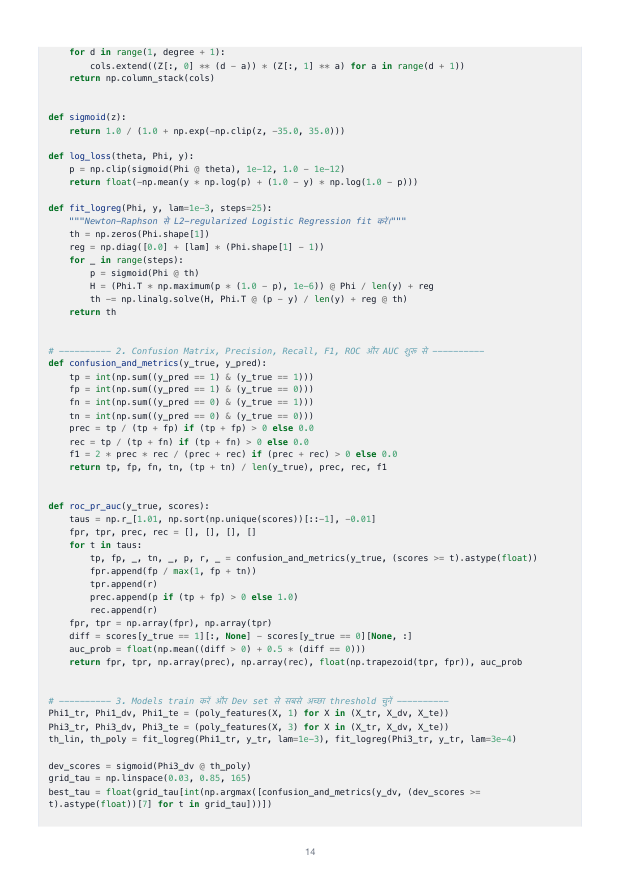 for d in range(1, degree + 1):
        cols.extend((Z[:, 0] ** (d - a)) * (Z[:, 1] ** a) for a in range(d + 1))
    return np.column_stack(cols)
def sigmoid(z):
    return 1.0 / (1.0 + np.exp(-np.clip(z, -35.0, 35.0)))
def log_loss(theta, Phi, y):
    p = np.clip(sigmoid(Phi @ theta), 1e-12, 1.0 - 1e-12)
    return float(-np.mean(y * np.log(p) + (1.0 - y) * np.log(1.0 - p)))
def fit_logreg(Phi, y, lam=1e-3, steps=25):
    """Newton-Raphson से L2-regularized Logistic Regression fit करें।"""
    th = np.zeros(Phi.shape[1])
    reg = np.diag([0.0] + [lam] * (Phi.shape[1] - 1))
    for _ in range(steps):
        p = sigmoid(Phi @ th)
        H = (Phi.T * np.maximum(p * (1.0 - p), 1e-6)) @ Phi / len(y) + reg
        th -= np.linalg.solve(H, Phi.T @ (p - y) / len(y) + reg @ th)
    return th
# ---------- 2. Confusion Matrix, Precision, Recall, F1, ROC और AUC शुरू से ----------
def confusion_and_metrics(y_true, y_pred):
    tp = int(np.sum((y_pred == 1) & (y_true == 1)))
    fp = int(np.sum((y_pred == 1) & (y_true == 0)))
    fn = int(np.sum((y_pred == 0) & (y_true == 1)))
    tn = int(np.sum((y_pred == 0) & (y_true == 0)))
    prec = tp / (tp + fp) if (tp + fp) > 0 else 0.0
    rec = tp / (tp + fn) if (tp + fn) > 0 else 0.0
    f1 = 2 * prec * rec / (prec + rec) if (prec + rec) > 0 else 0.0
    return tp, fp, fn, tn, (tp + tn) / len(y_true), prec, rec, f1
def roc_pr_auc(y_true, scores):
    taus = np.r_[1.01, np.sort(np.unique(scores))[::-1], -0.01]
    fpr, tpr, prec, rec = [], [], [], []
    for t in taus:
        tp, fp, _, tn, _, p, r, _ = confusion_and_metrics(y_true, (scores >= t).astype(float))
        fpr.append(fp / max(1, fp + tn))
        tpr.append(r)
        prec.append(p if (tp + fp) > 0 else 1.0)
        rec.append(r)
    fpr, tpr = np.array(fpr), np.array(tpr)
    diff = scores[y_true == 1][:, None] - scores[y_true == 0][None, :]
    auc_prob = float(np.mean((diff > 0) + 0.5 * (diff == 0)))
    return fpr, tpr, np.array(prec), np.array(rec), float(np.trapezoid(tpr, fpr)), auc_prob
# ---------- 3. Models train करें और Dev set से सबसे अच्छा threshold चुनें ----------
Phi1_tr, Phi1_dv, Phi1_te = (poly_features(X, 1) for X in (X_tr, X_dv, X_te))
Phi3_tr, Phi3_dv, Phi3_te = (poly_features(X, 3) for X in (X_tr, X_dv, X_te))
th_lin, th_poly = fit_logreg(Phi1_tr, y_tr, lam=1e-3), fit_logreg(Phi3_tr, y_tr, lam=3e-4)
dev_scores = sigmoid(Phi3_dv @ th_poly)
grid_tau = np.linspace(0.03, 0.85, 165)
best_tau = float(grid_tau[int(np.argmax([confusion_and_metrics(y_dv, (dev_scores >=
t).astype(float))[7] for t in grid_tau]))])
14